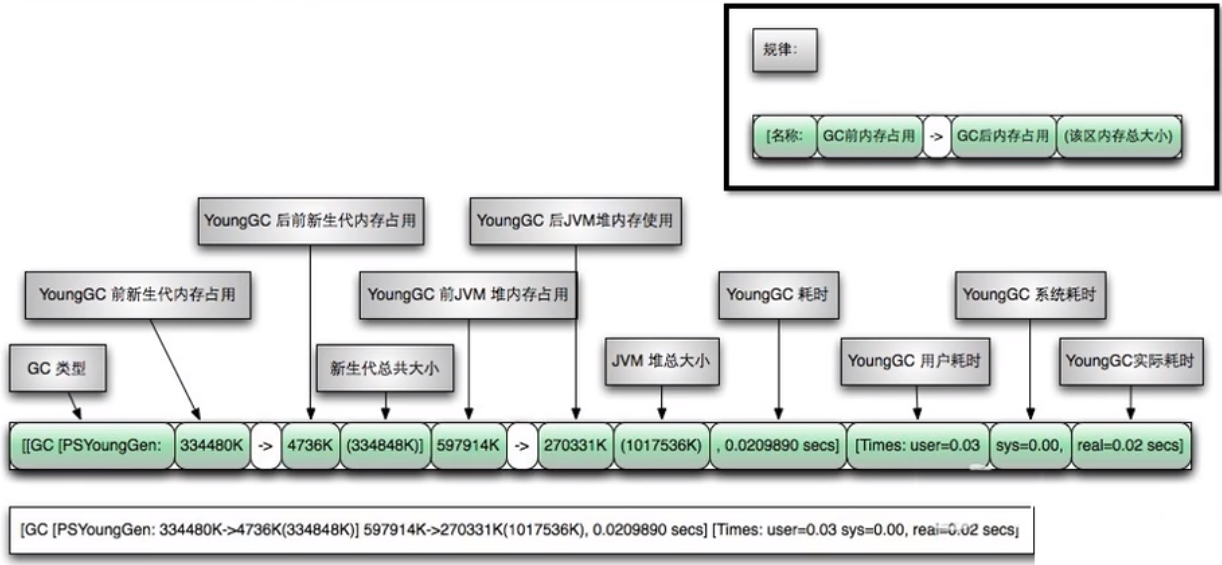 规律:
[名称: GC前内存占用 -> GC后内存占用 (该区内存总大小)
YoungGC 后前新生代内存占用
YoungGC 后JVM堆内存使用
YoungGC 前新生代内存占用
YoungGC 前JVM 堆内存占用
YoungGC 耗时
YoungGC 系统耗时
GC 类型
新生代总共大小
JVM 堆总大小
YoungGC 用户耗时
YoungGC实际耗时
[[GC [PSYoungGen: 334480K -> 4736K (334848K)] 597914K -> 270331K (1017536K) , 0.0209890 secs] [Times: user=0.03 sys=0.00, real=0.02 secs]
[GC [PSYoungGen: 334480K->4736K(334848K)] 597914K->270331K(1017536K), 0.0209890 secs] [Times: user=0.03 sys=0.00, real=0.02 secs]